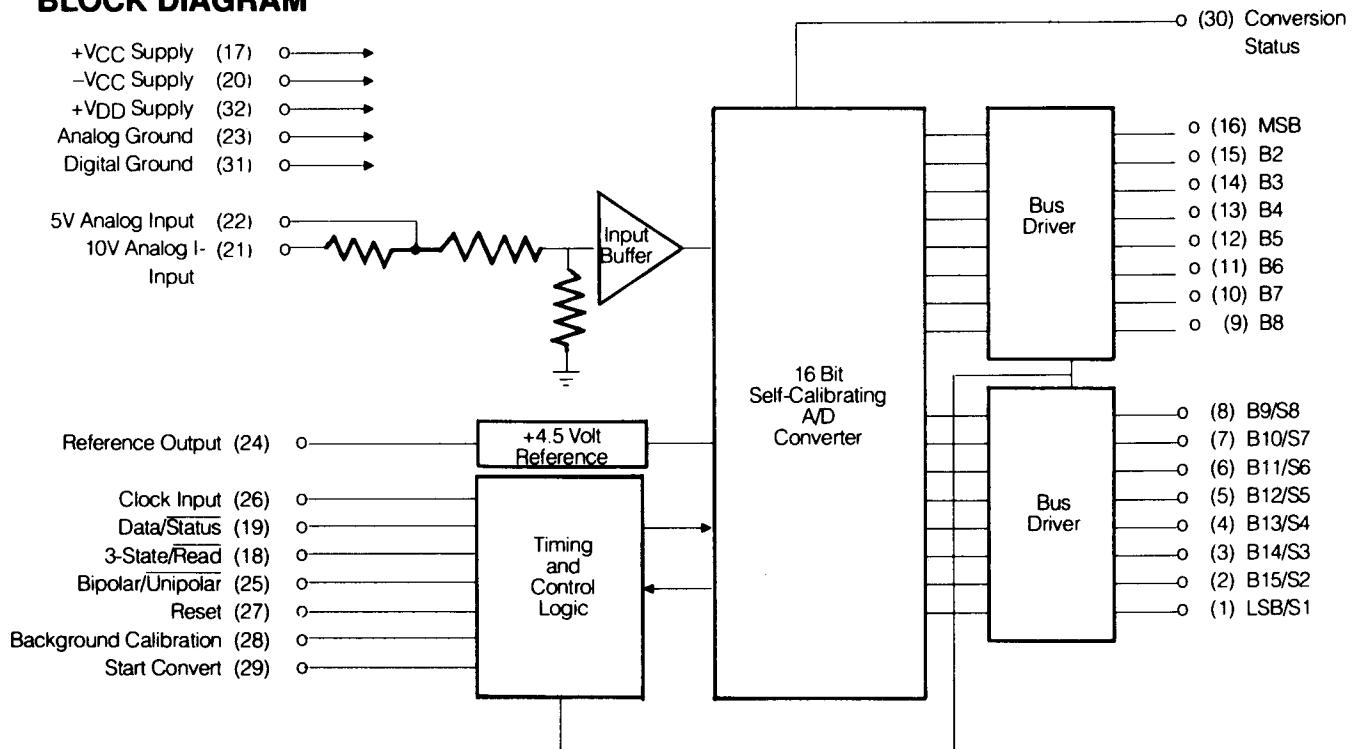 BLOCK DIAGRAM
+VCC Supply (17)
–VCC Supply (20)
+VDD Supply (32)
Analog Ground (23)
Digital Ground (31)
5V Analog Input (22)
10V Analog I- (21)
Input
Input
Buffer
Reference Output (24)
+4.5 Volt
Reference
Clock Input (26)
Data/Status (19)
3-State/Read (18)
Bipolar/Unipolar (25)
Reset (27)
Background Calibration (28)
Start Convert (29)
Timing
and
Control
Logic
16 Bit
Self-Calibrating
A/D
Converter
Bus
Driver
Bus
Driver
(30) Conversion
Status
(16) MSB
(15) B2
(14) B3
(13) B4
(12) B5
(11) B6
(10) B7
(9) B8
(8) B9/S8
(7) B10/S7
(6) B11/S6
(5) B12/S5
(4) B13/S4
(3) B14/S3
(2) B15/S2
(1) LSB/S1